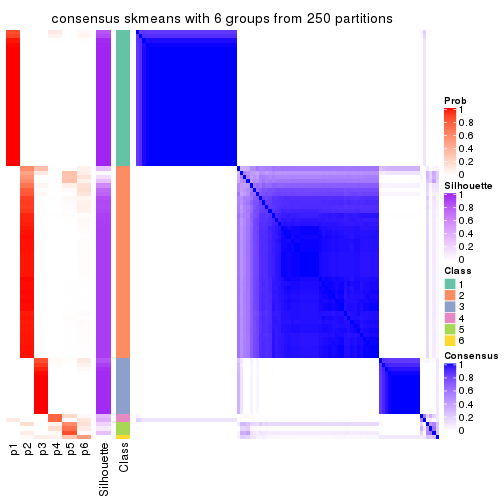 consensus skmeans with 6 groups from 250 partitions
Prob
1
0.8
0.6
0.4
0.2
0
Silhouette
1
0.8
0.6
0.4
0.2
0
Class
1
2
3
4
5
6
Consensus
1
0.8
0.6
0.4
0.2
0
p1
p2
p3
p4
p5
p6
Silhouette
Class